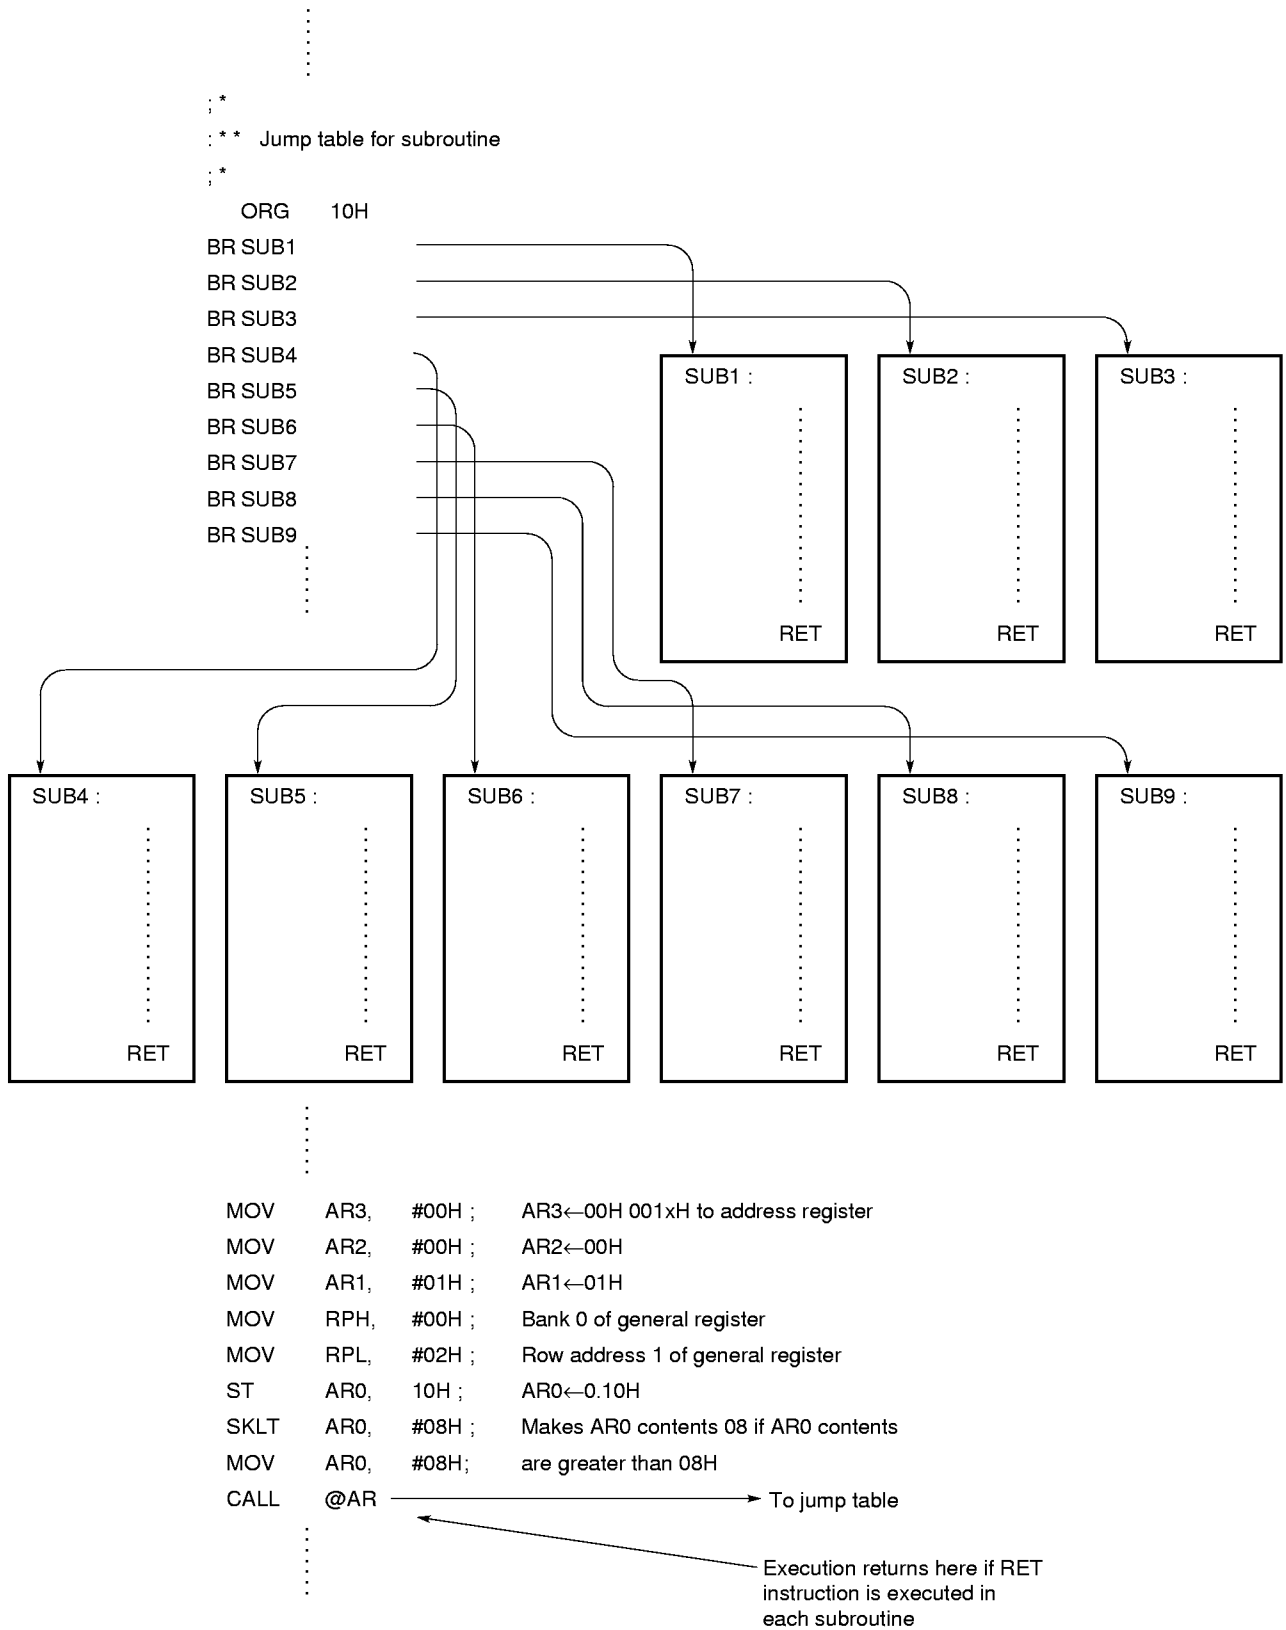 ; *
: * * Jump table for subroutine
; *
ORG 10H
BR SUB1
BR SUB2
BR SUB3
BR SUB4
BR SUB5
BR SUB6
BR SUB7
BR SUB8
BR SUB9
SUB1 :
RET
SUB2 :
RET
SUB3 :
RET
SUB4 :
RET
SUB5 :
RET
SUB6 :
RET
SUB7 :
RET
SUB8 :
RET
SUB9 :
RET
MOV AR3, #00H ; AR3←00H 001xH to address register
MOV AR2, #00H ; AR2←00H
MOV AR1, #01H ; AR1←01H
MOV RPH, #00H ; Bank 0 of general register
MOV RPL, #02H ; Row address 1 of general register
ST AR0, 10H ; AR0←0.10H
SKLT AR0, #08H ; Makes AR0 contents 08 if AR0 contents
MOV AR0, #08H; are greater than 08H
CALL @AR To jump table
Execution returns here if RET
instruction is executed in
each subroutine